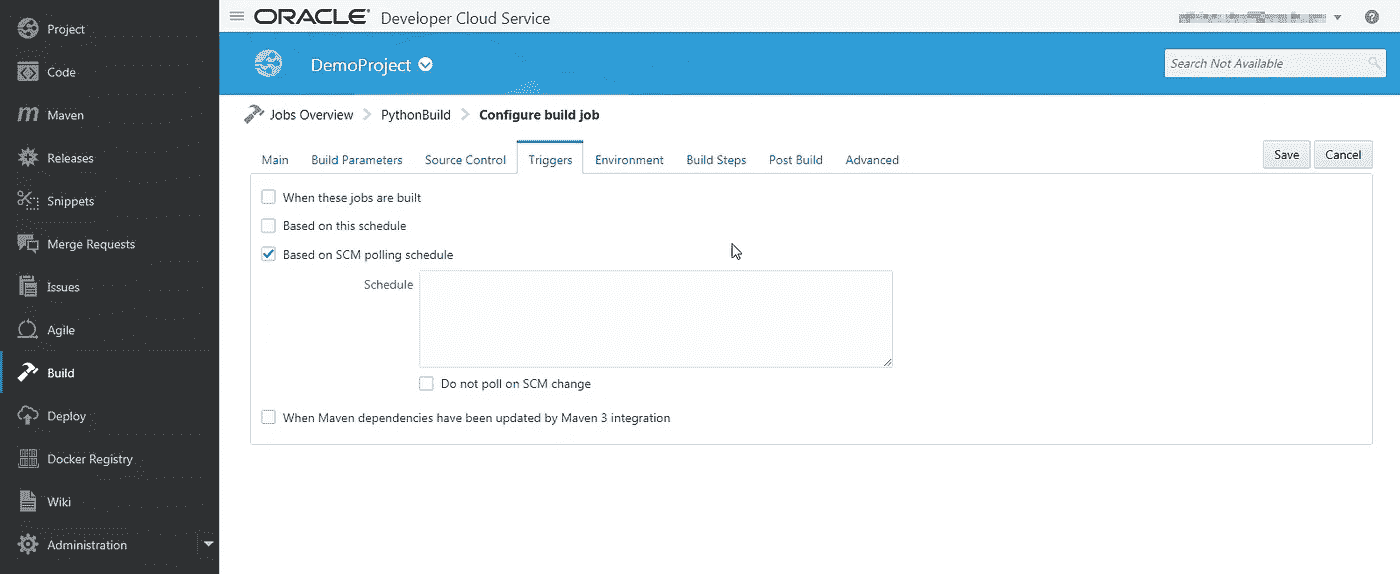 Project
Code
Maven
Releases
Snippets
Merge Requests
Issues
Agile
Build
Deploy
Docker Registry
Wiki
Administration
ORACLE® Developer Cloud Service
DemoProject
Search Not Available
Jobs Overview > PythonBuild > Configure build job
Main Build Parameters Source Control Triggers Environment Build Steps Post Build Advanced Save Cancel
When these jobs are built
Based on this schedule
Based on SCM polling schedule
Schedule
Do not poll on SCM change
When Maven dependencies have been updated by Maven 3 integration